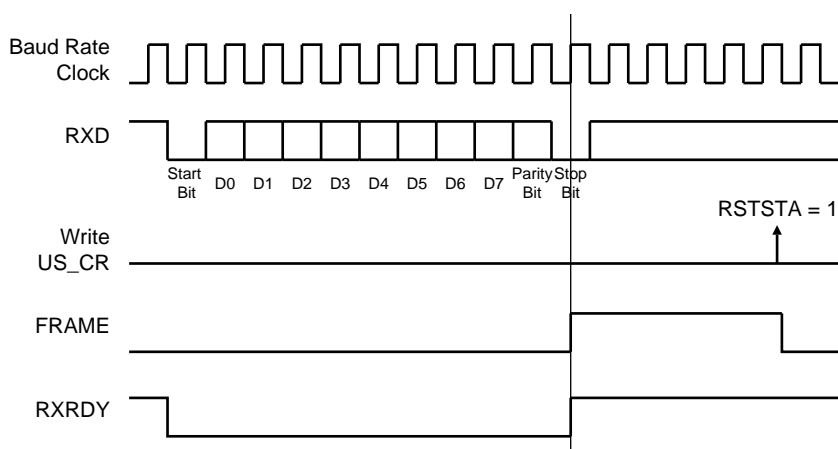 Baud Rate
Clock
RXD
Start
Bit
D0 D1 D2 D3 D4 D5 D6 D7
Parity
Bit
Stop
Bit
RSTSTA = 1
Write
US_CR
FRAME
RXRDY